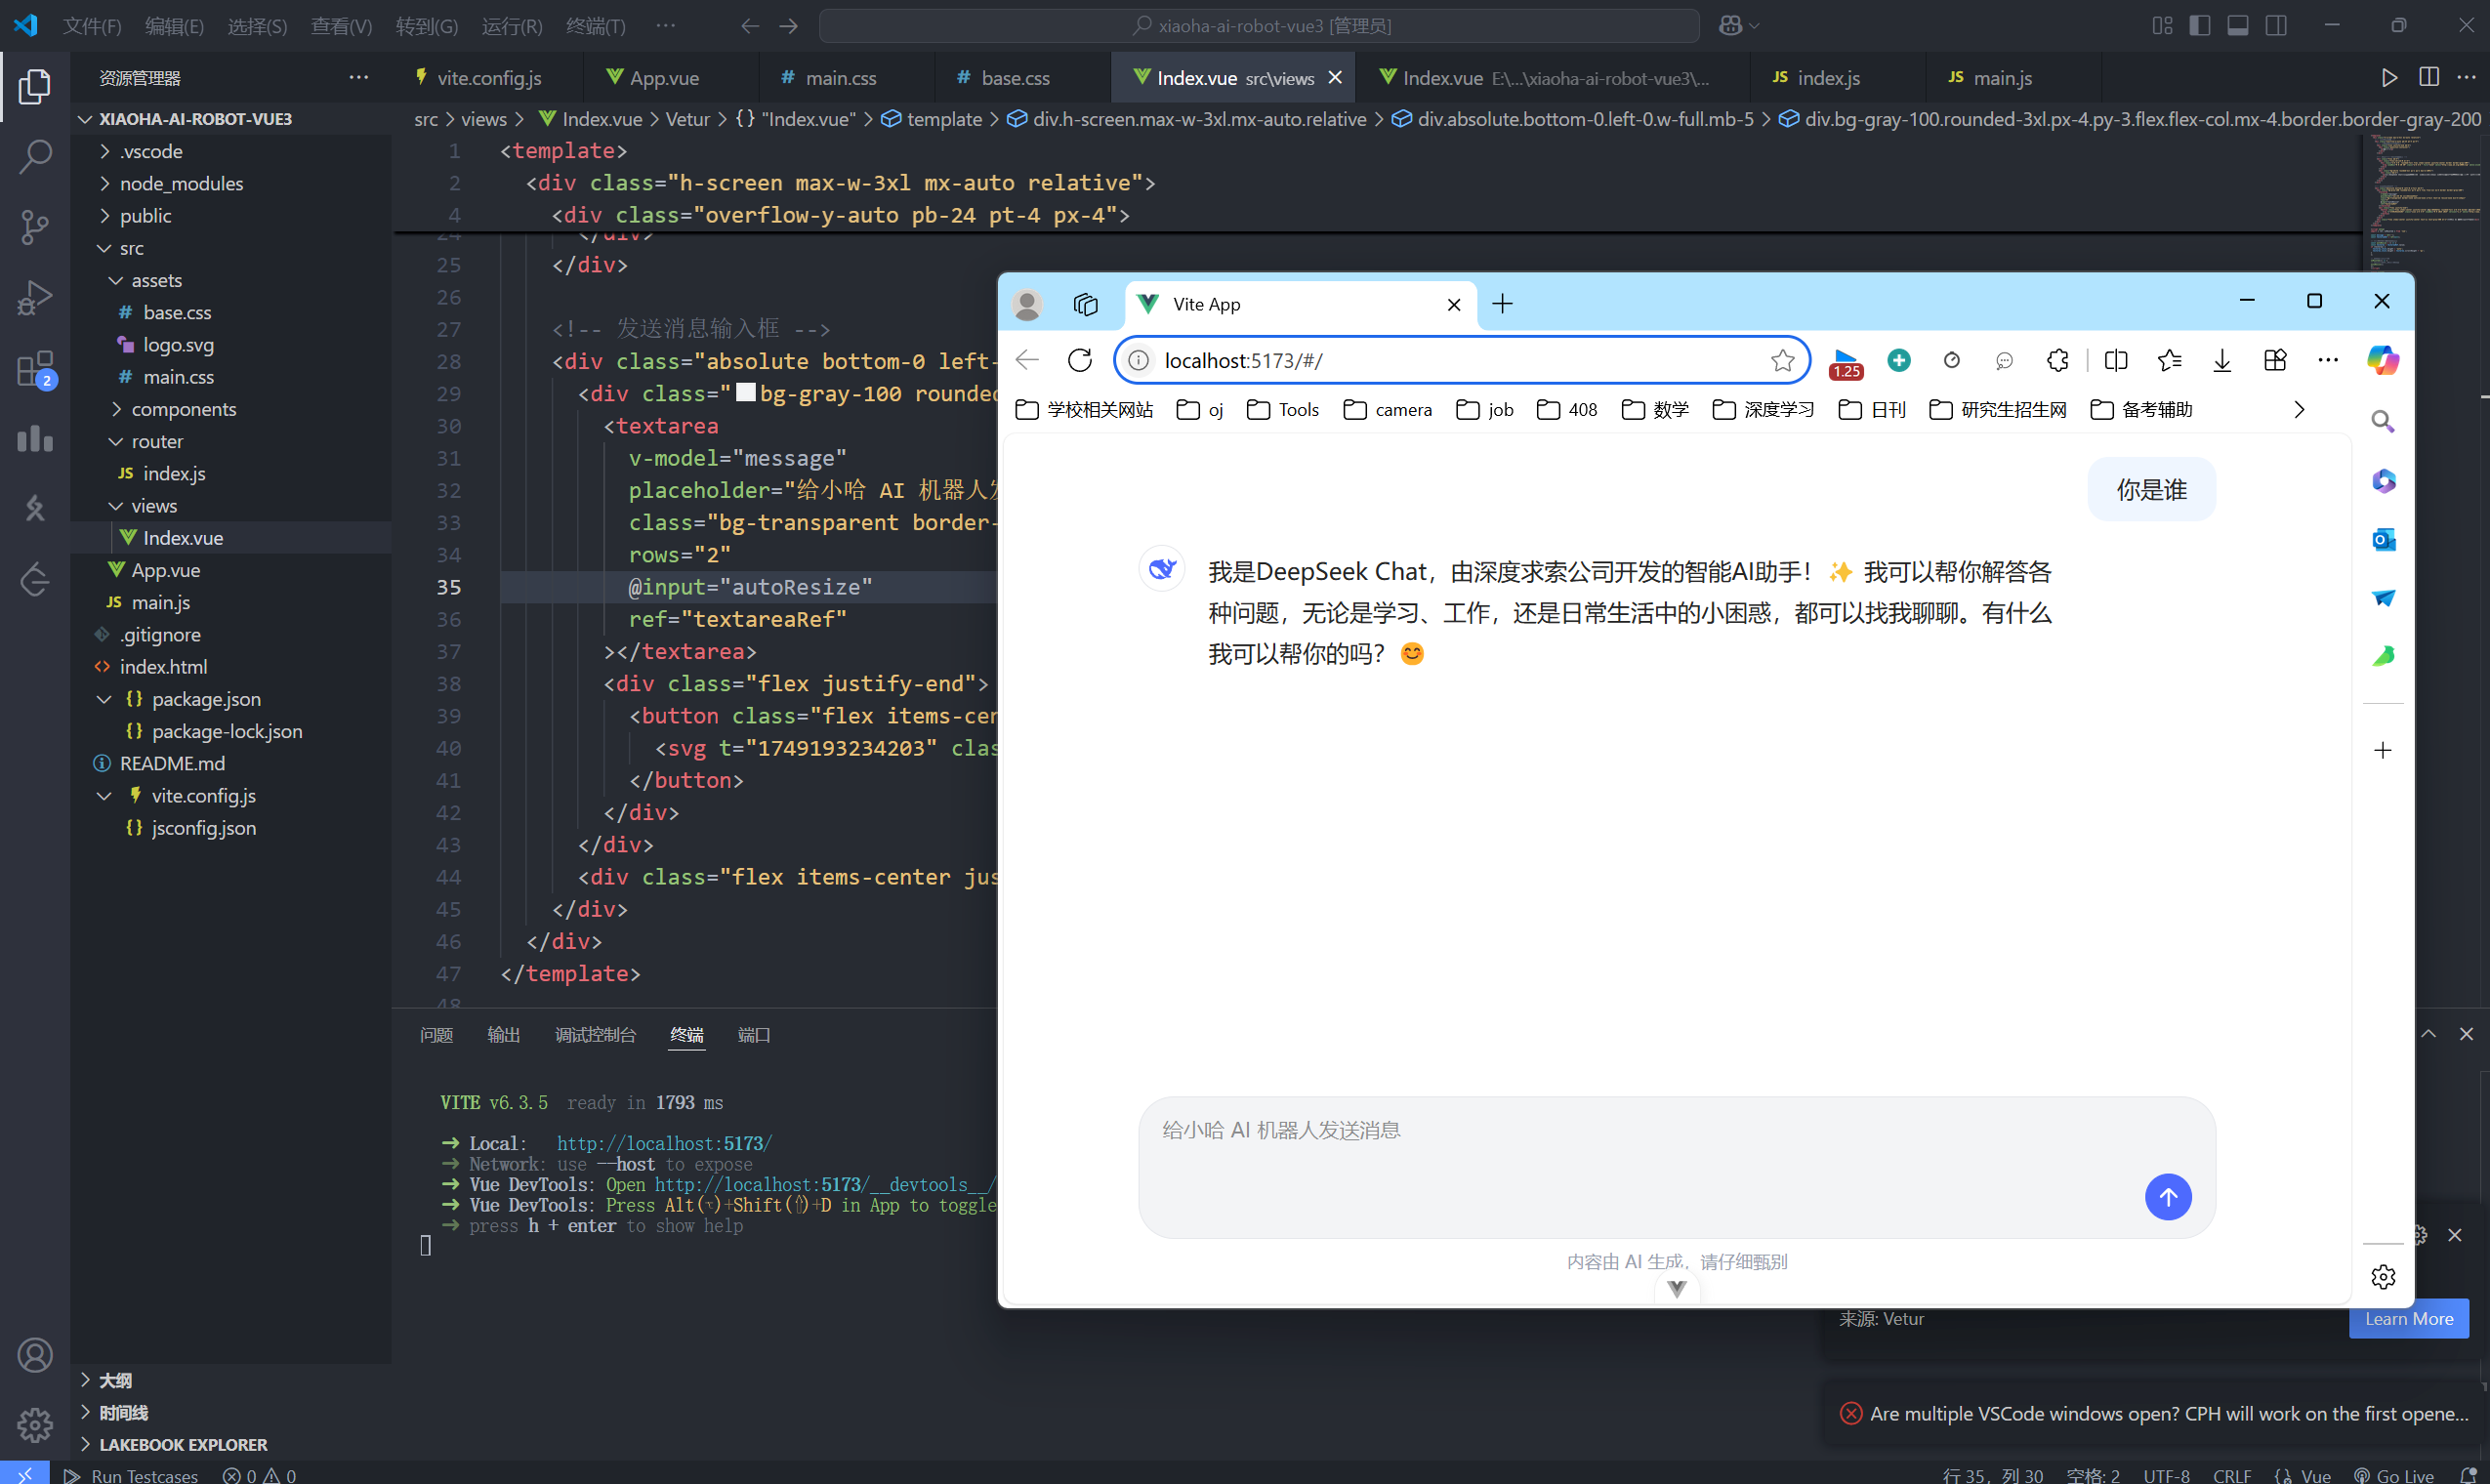 文件(F) 编辑(E) 选择(S) 查看(V) 转到(G) 运行(R) 终端(T) ··· xiaoha-ai-robot-vue3 [管理员]
资源管理器 ···
vite.config.js App.vue # main.css # base.css Index.vue src\views Index.vue E:\...\xiaoha-ai-robot-vue3\... JS index.js JS main.js
src > views > Index.vue > Vetur > {} "Index.vue" > template > div.h-screen.max-w-3xl.mx-auto.relative > div.absolute.bottom-0.left-0.w-full.mb-5 > div.bg-gray-100.rounded-3xl.px-4.py-3.flex.flex-col.mx-4.border.border-gray-200
XIAOHA-AI-ROBOT-VUE3
.vscode
node_modules
public
src
assets
# base.css
logo.svg
# main.css
components
router
JS index.js
views
Index.vue
App.vue
JS main.js
.gitignore
<> index.html
{} package.json
{} package-lock.json
README.md
vite.config.js
{} jsconfig.json
大纲
时间线
LAKEBOOK EXPLORER
2
1 <template>
2 <div class="h-screen max-w-3xl mx-auto relative">
4 <div class="overflow-y-auto pb-24 pt-4 px-4">
24 </div>
25 </div>
26
27 <!-- 发送消息输入框 -->
28 <div class="absolute bottom-0 left-
29 <div class="bg-gray-100 rounded
30 <textarea
31 v-model="message"
32 placeholder="给小哈 AI 机器人发
33 class="bg-transparent border-
34 rows="2"
35 @input="autoResize"
36 ref="textareaRef"
37 ></textarea>
38 <div class="flex justify-end">
39 <button class="flex items-cen
40 <svg t="1749193234203" clas
41 </button>
42 </div>
43 </div>
44 <div class="flex items-center jus
45 </div>
46 </div>
47 </template>
48
问题 输出 调试控制台 终端 端口
VITE v6.3.5 ready in 1793 ms
➜ Local: http://localhost:5173/
➜ Network: use --host to expose
➜ Vue DevTools: Open http://localhost:5173/__devtools__/
➜ Vue DevTools: Press Alt(⌥)+Shift(⇧)+D in App to toggle
➜ press h + enter to show help
Vite App
localhost:5173/#/
1.25
学校相关网站 oj Tools camera job 408 数学 深度学习 日刊 研究生招生网 备考辅助
你是谁
我是DeepSeek Chat，由深度求索公司开发的智能AI助手！✨ 我可以帮你解答各
种问题，无论是学习、工作，还是日常生活中的小困惑，都可以找我聊聊。有什么
我可以帮你的吗？😊
给小哈 AI 机器人发送消息
内容由 AI 生成，请仔细甄别
来源: Vetur
Learn More
Are multiple VSCode windows open? CPH will work on the first opene...
Run Testcases 0 0 行 35，列 30 空格: 2 UTF-8 CRLF Vue Go Live